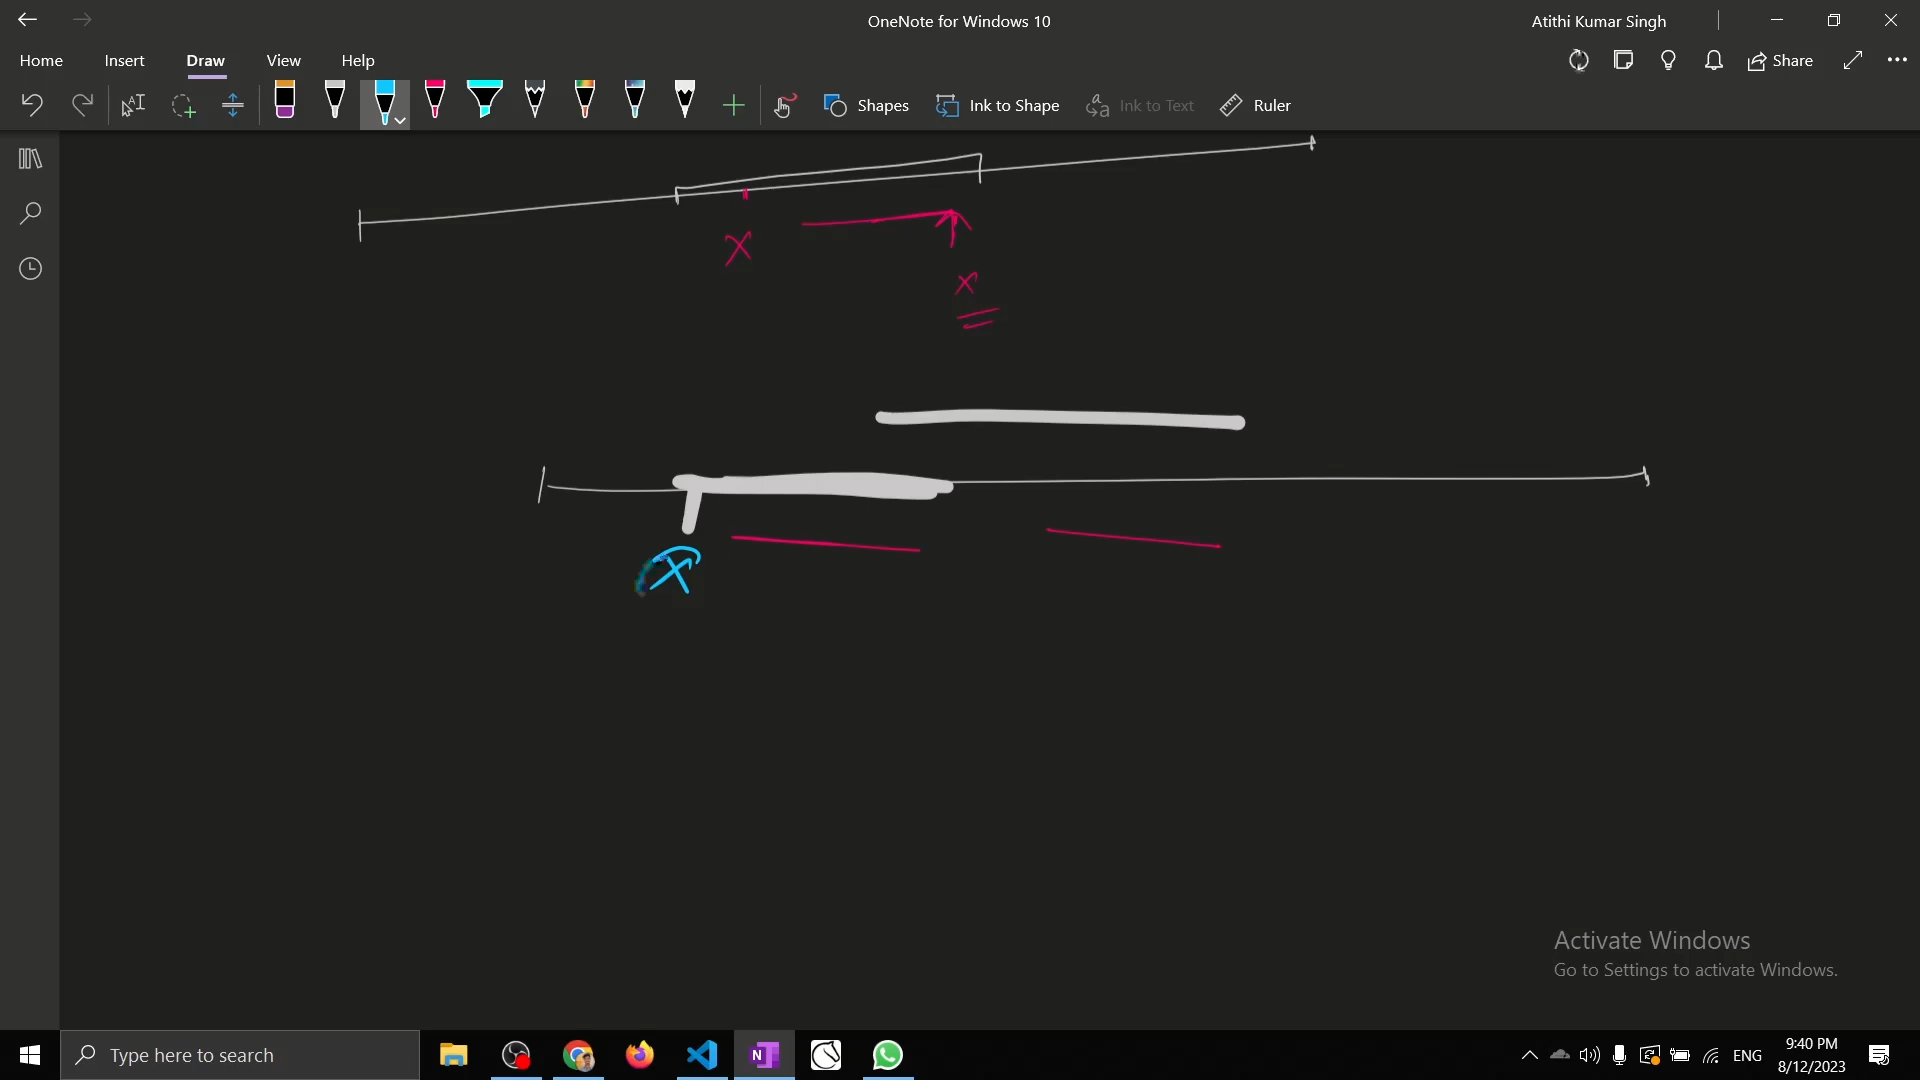 OneNote for Windows 10
Atithi Kumar Singh
Home Insert Draw View Help
Share
Shapes Ink to Shape Ink to Text Ruler
x
x
x
Activate Windows
Go to Settings to activate Windows.
Type here to search
ENG
9:40 PM
8/12/2023